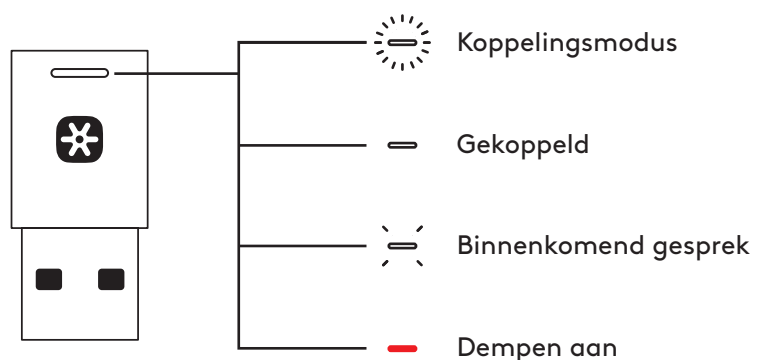 Koppelingsmodus
Gekoppeld
Binnenkomend gesprek
Dempen aan